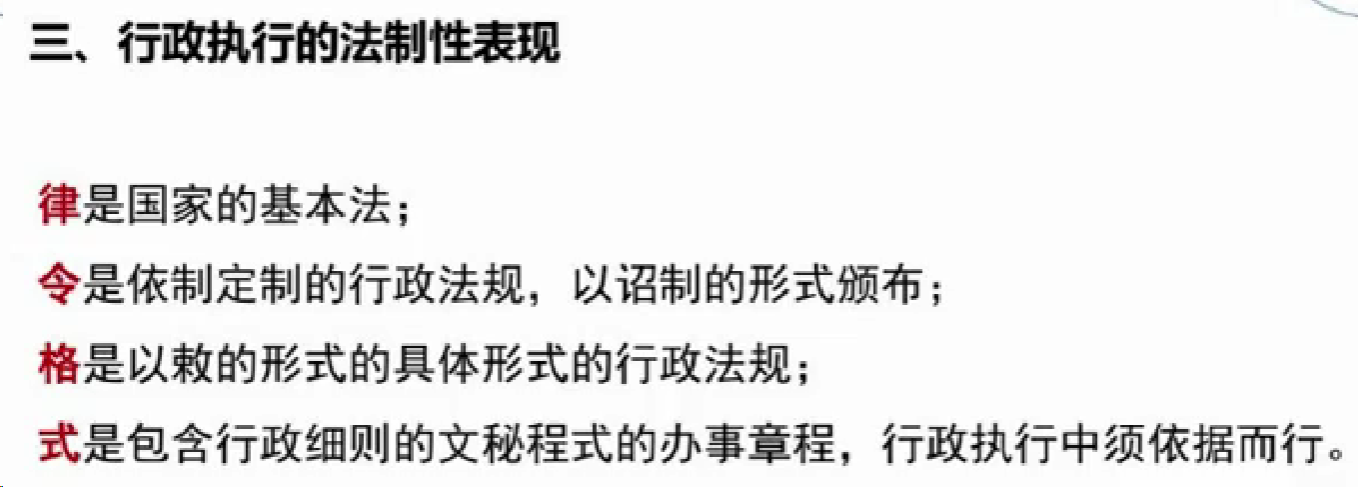 三、行政执行的法制性表现
律是国家的基本法；
令是依制定制的行政法规，以诏制的形式颁布；
格是以敕的形式的具体形式的行政法规；
式是包含行政细则的文秘程式的办事章程，行政执行中须依据而行。